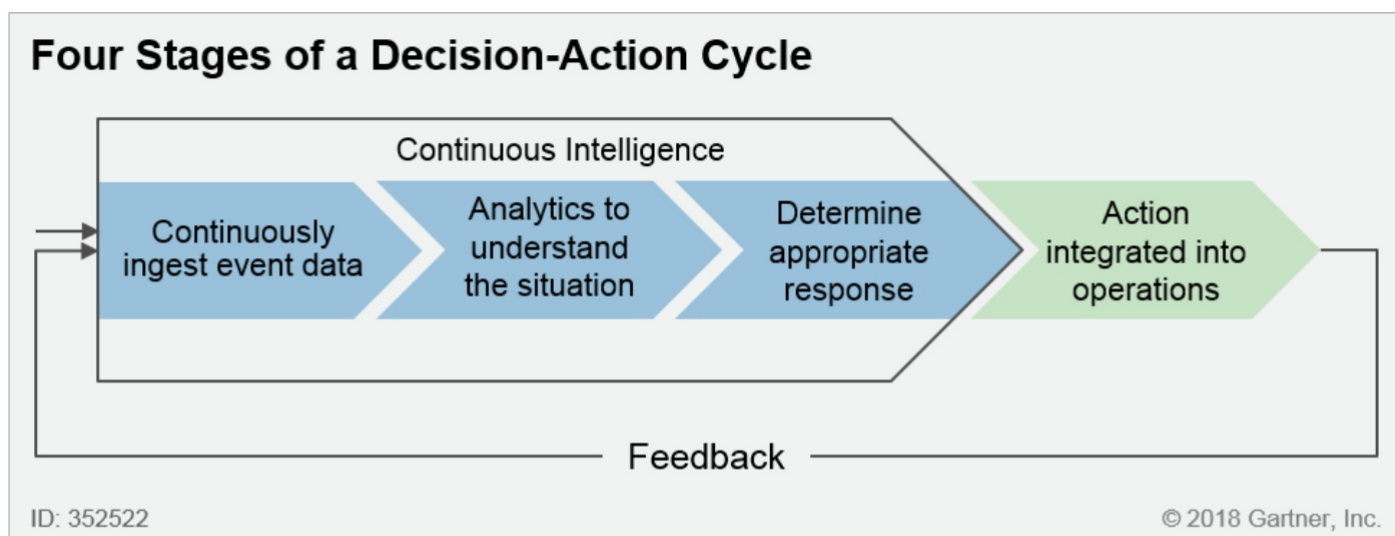 Four Stages of a Decision-Action Cycle
Continuous Intelligence
Continuously
ingest event data
Analytics to
understand
the situation
Determine
appropriate
response
Action
integrated into
operations
Feedback
ID: 352522
© 2018 Gartner, Inc.